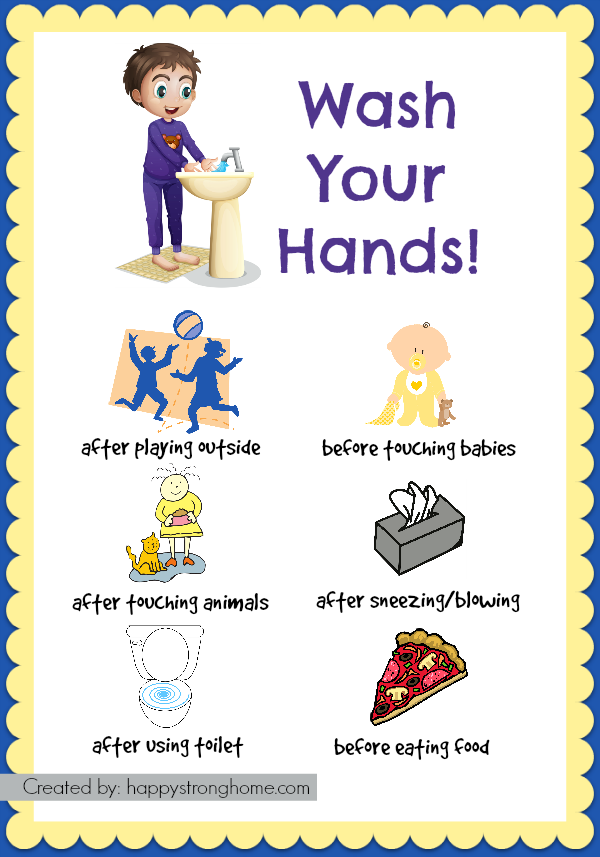 Wash
Your
Hands!
after playing outside
before touching babies
after touching animals
after sneezing/blowing
after using toilet
before eating food
Created by: happystronghome.com